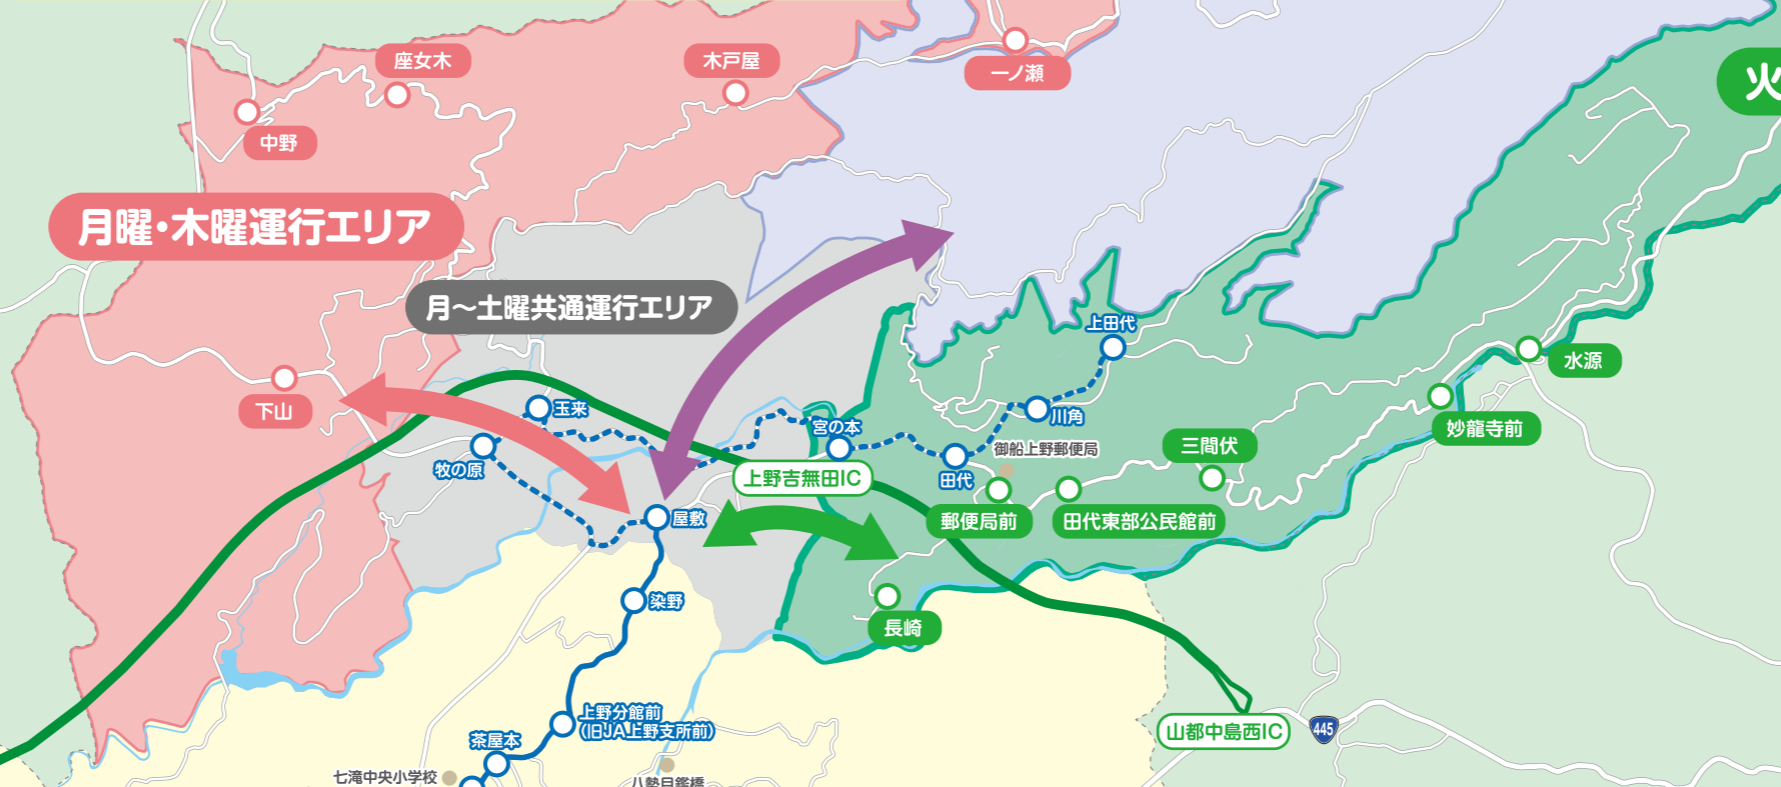 座女木
木戸屋
一ノ瀬
火
中野
月曜・木曜運行エリア
月～土曜共通運行エリア
上田代
水源
下山
玉来
川角
宮の本
妙龍寺前
御船上野郵便局
三間伏
牧の原
田代
上野吉無田IC
屋敷
郵便局前
田代東部公民館前
染野
長崎
上野分館前
(旧JA上野支所前)
茶屋本
山都中島西IC
445
七滝中央小学校
八勢目鑑橋